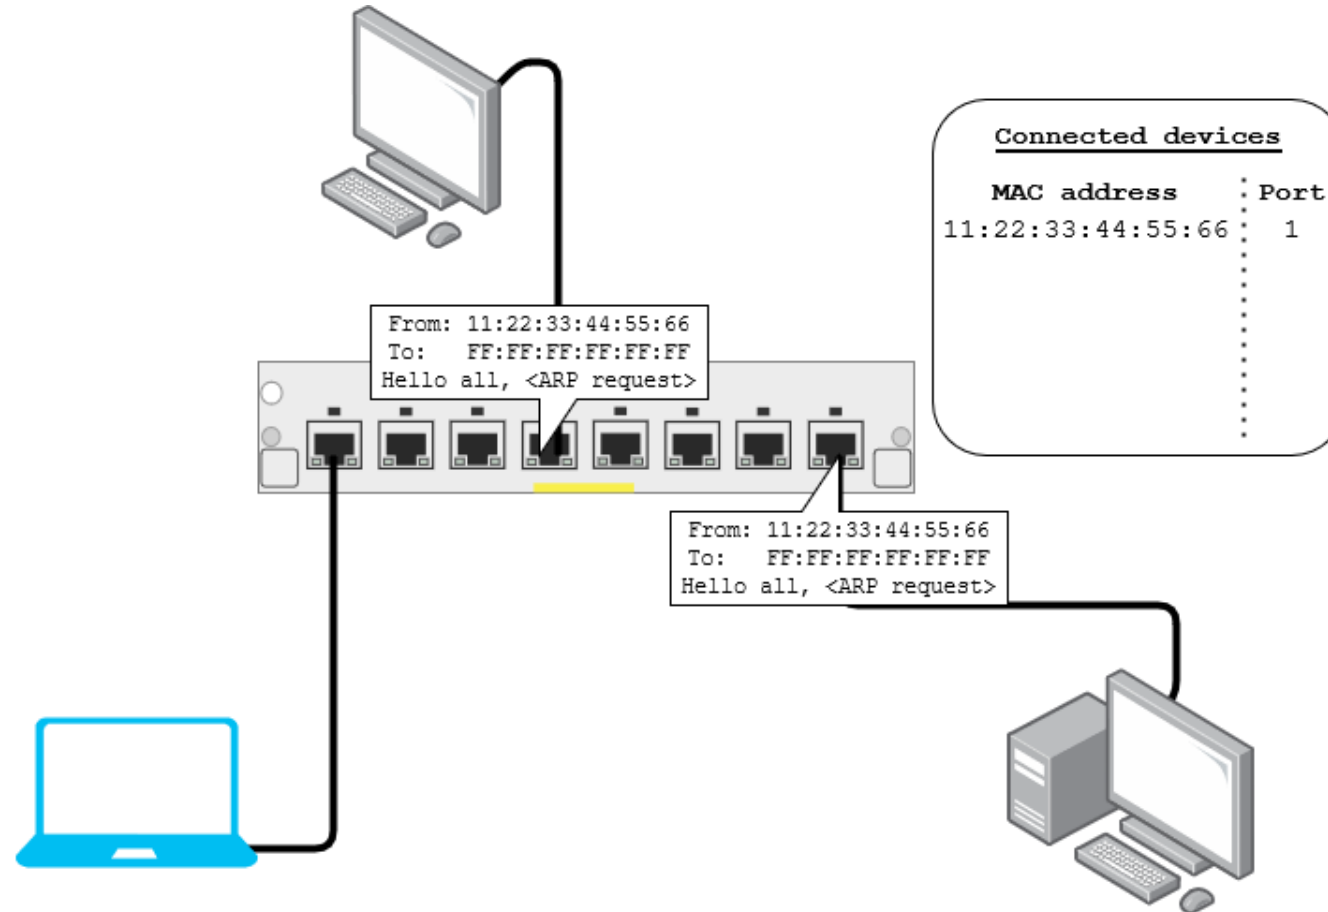 Connected devices
MAC address Port
11:22:33:44:55:66 1
From: 11:22:33:44:55:66
To: FF:FF:FF:FF:FF:FF
Hello all, <ARP request>
From: 11:22:33:44:55:66
To: FF:FF:FF:FF:FF:FF
Hello all, <ARP request>